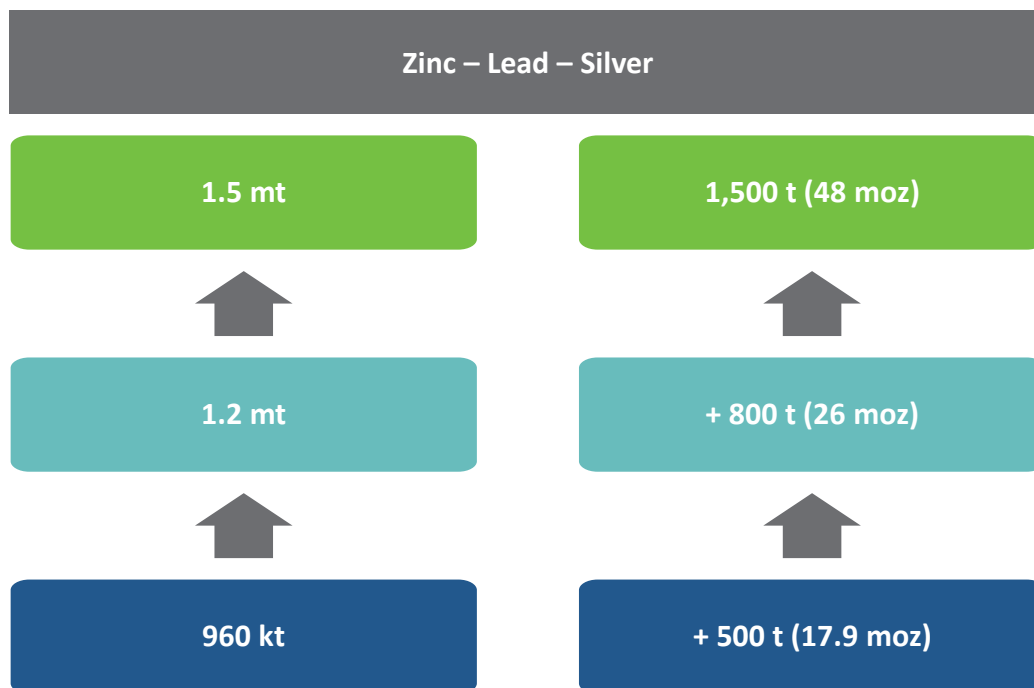 Zinc – Lead – Silver
1.5 mt
1,500 t (48 moz)
1.2 mt
+ 800 t (26 moz)
960 kt
+ 500 t (17.9 moz)